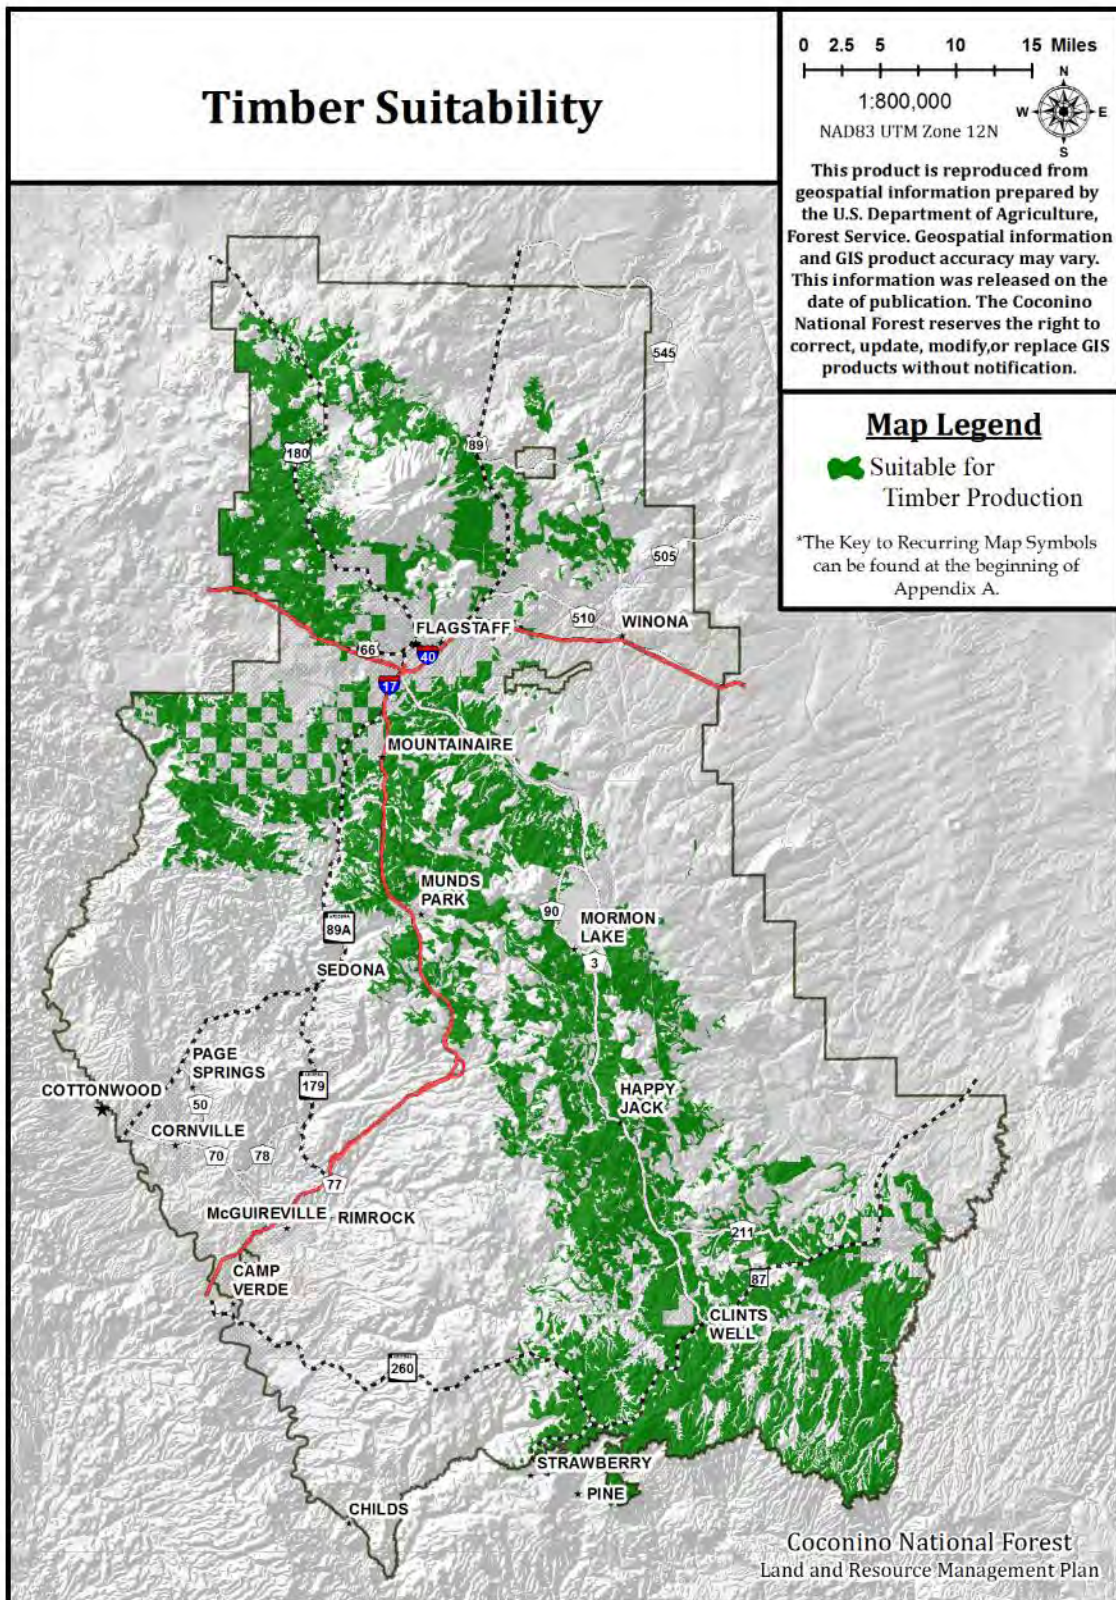 Timber Suitability
0 2.5 5 10 15 Miles
1:800,000
NAD83 UTM Zone 12N
N
W E
S
This product is reproduced from
geospatial information prepared by
the U.S. Department of Agriculture,
Forest Service. Geospatial information
and GIS product accuracy may vary.
This information was released on the
date of publication. The Coconino
National Forest reserves the right to
correct, update, modify,or replace GIS
products without notification.
Map Legend
Suitable for
Timber Production
*The Key to Recurring Map Symbols
can be found at the beginning of
Appendix A.
545
89
180
505
510
WINONA
FLAGSTAFF
66
40
17
MOUNTAINAIRE
MUNDS
PARK
90
MORMON
LAKE
89A
3
SEDONA
PAGE
SPRINGS
179
HAPPY
JACK
COTTONWOOD
50
CORNVILLE
70
78
77
McGUIREVILLE
RIMROCK
211
87
CAMP
VERDE
CLINTS
WELL
260
STRAWBERRY
PINE
CHILDS
Coconino National Forest
Land and Resource Management Plan